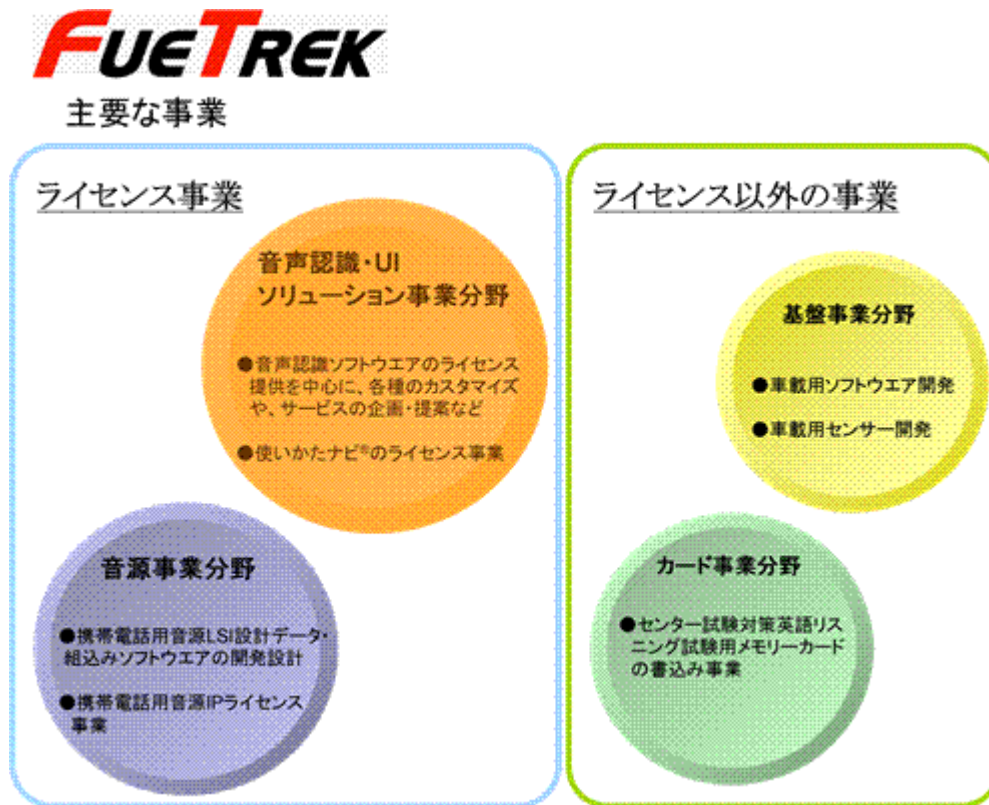 FUETREK
主要な事業
ライセンス事業
音声認識・UI
ソリューション事業分野
●音声認識ソフトウエアのライセンス
提供を中心に、各種のカスタマイズ
や、サービスの企画・提案など
●使いかたナビ®のライセンス事業
音源事業分野
●携帯電話用音源LSI設計データ・
組込みソフトウエアの開発設計
●携帯電話用音源IPライセンス
事業
ライセンス以外の事業
基盤事業分野
●車載用ソフトウエア開発
●車載用センサー開発
カード事業分野
●センター試験対策英語リス
ニング試験用メモリーカード
の書込み事業